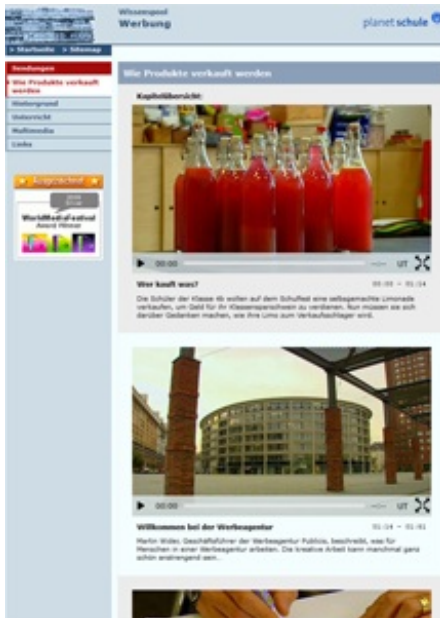 Wissenspool
Werbung
planet schule
> Startseite > Sitemap
Sendungen
Wie Produkte verkauft
werden
Hintergrund
Unterricht
Multimedia
Links
Ausgezeichnet
WorldMediaFestival
Award Winner
Wie Produkte verkauft werden
Kapitelübersicht:
00:00 UT
Wer kauft was? 00:00 - 01:14
Die Schüler der Klasse 4b wollen auf dem Schulfest eine selbstgemachte Limonade
verkaufen, um Geld für ihr Klassensparschwein zu verdienen. Nun müssen sie sich
darüber Gedanken machen, wie ihre Limo zum Verkaufsschlager wird.
00:00 UT
Willkommen bei der Werbeagentur 01:14 -
Martin Wider, Geschäftsführer der Werbeagentur Publicis, beschreibt, was für
Menschen in einer Werbeagentur arbeiten. Die kreative Arbeit kann manchmal ganz
schön anstrengend sein.